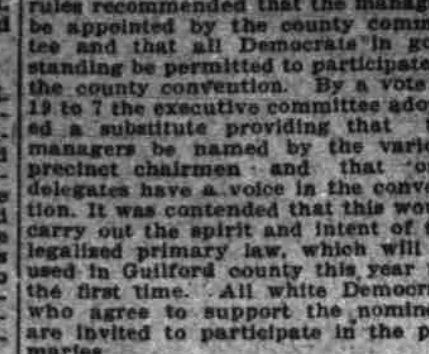 rules recommended that the manag
be appointed by the county comm
tee and that all Democrats in go
standing be permitted to participate
the county convention. By a vote
19 to 7 the executive committee ado
ed a substitute providing that
managers be named by the vari
precinct chairmen and that
delegates have a voice in the conve
tion. It was contended that this wou
carry out the spirit and intent of
legalized primary law, which will
used in Guilford county this year
the first time. All white Democr
who agree to support the nomine
are invited to participate in the p
maries